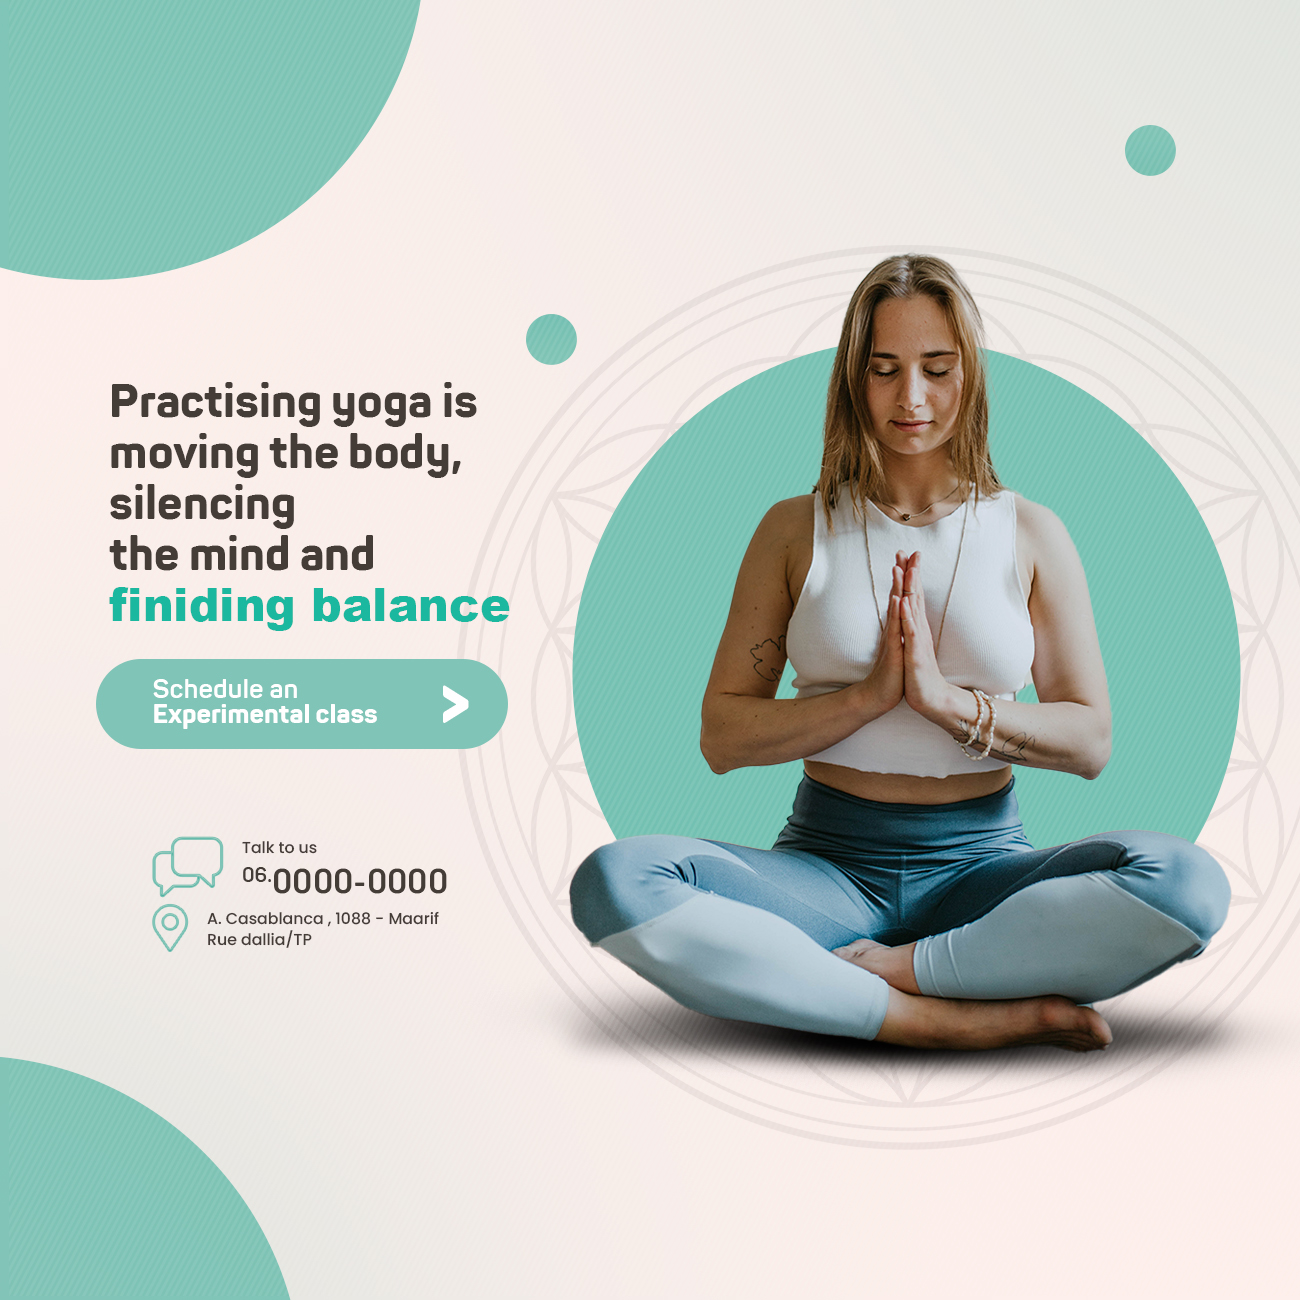 Practising yoga is
moving the body,
silencing
the mind and
finiding balance
Schedule an
Experimental class
Talk to us
06.0000-0000
A. Casablanca , 1088 - Maarif
Rue dallia/TP